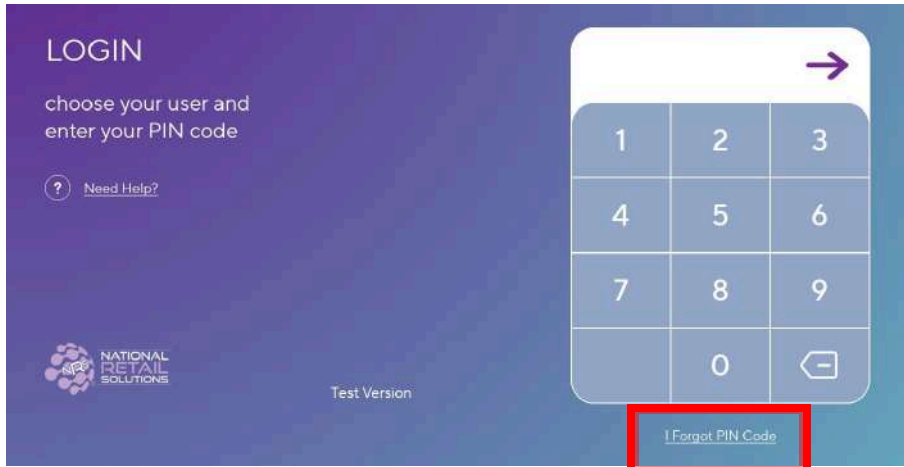 LOGIN
choose your user and
enter your PIN code
? Need Help?
NRS
NATIONAL
RETAIL
SOLUTIONS
Test Version
1 2 3
4 5 6
7 8 9
0
I Forgot PIN Code